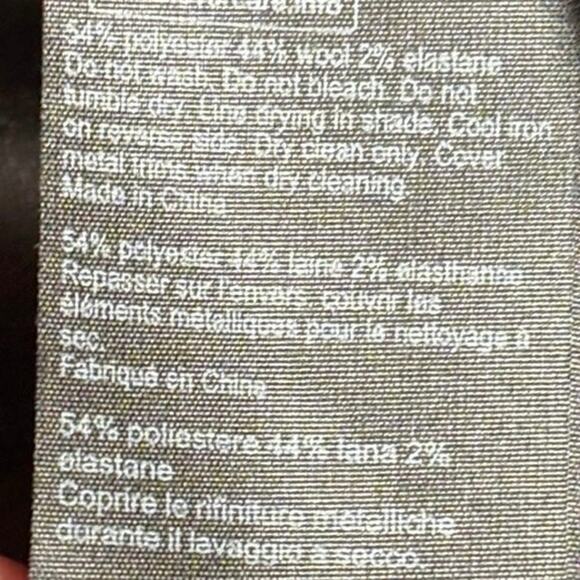 54% polyester 44% wool 2% elastane
Do not wash. Do not bleach. Do not
tumble dry. Line drying in shade. Cool iron
on reverse side. Dry clean only. Cover
metal trims when dry cleaning
Made in China
54% polyester 44% laine 2% élasthanne
Repasser sur l'envers. couvrir les
éléments métalliques pour le nettoyage à
sec.
Fabriqué en Chine
54% poliestere 44% lana 2%
elastane
Coprire le rifiniture metalliche
durante il lavaggio a secco.